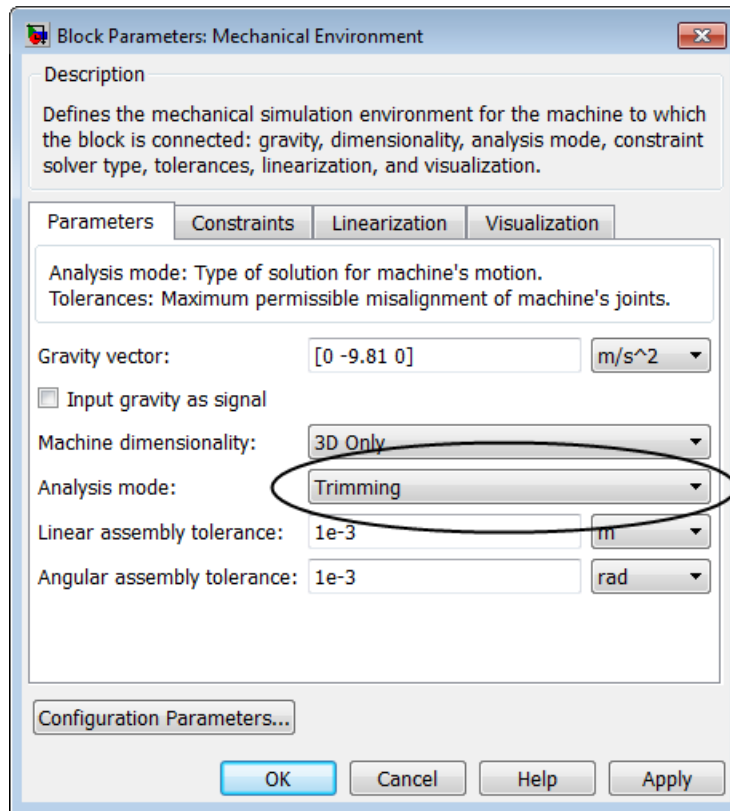 Block Parameters: Mechanical Environment
Description
Defines the mechanical simulation environment for the machine to which
the block is connected: gravity, dimensionality, analysis mode, constraint
solver type, tolerances, linearization, and visualization.
Parameters Constraints Linearization Visualization
Analysis mode: Type of solution for machine's motion.
Tolerances: Maximum permissible misalignment of machine's joints.
Gravity vector: [0 -9.81 0] m/s^2
Input gravity as signal
Machine dimensionality: 3D Only
Analysis mode: Trimming
Linear assembly tolerance: 1e-3 m
Angular assembly tolerance: 1e-3 rad
Configuration Parameters...
OK Cancel Help Apply